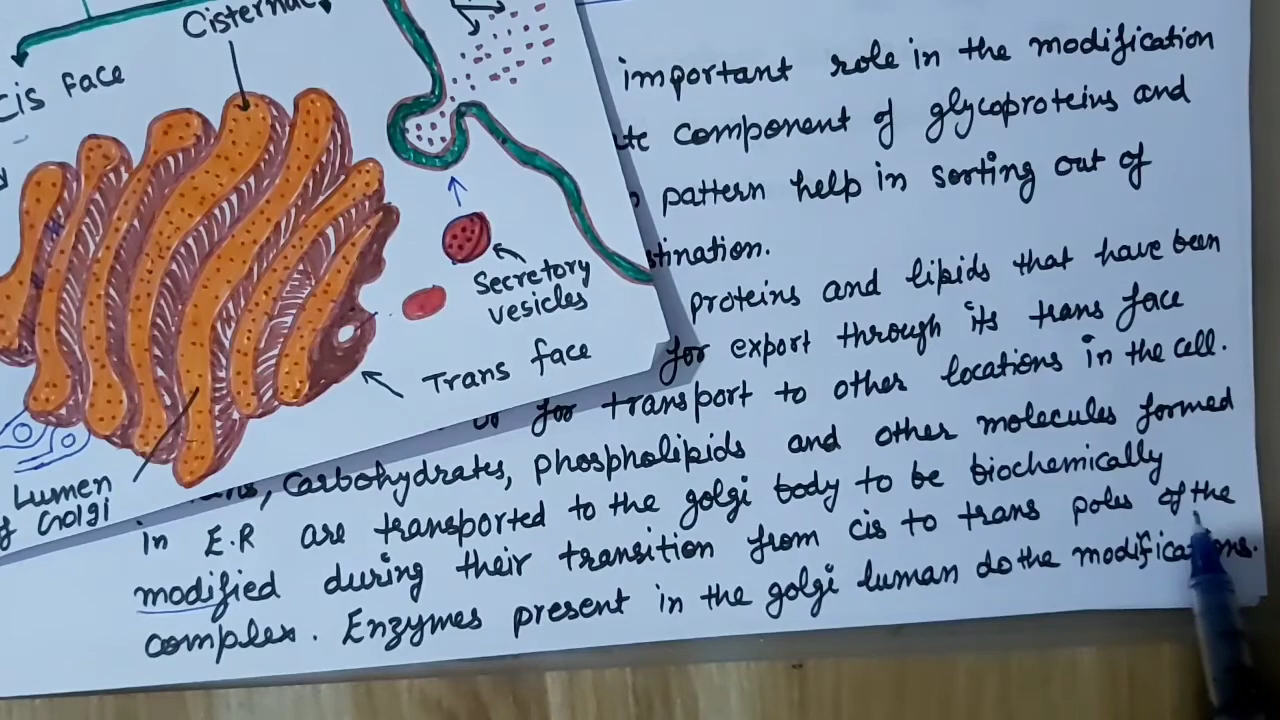 Cisternae
Cis face
Secretory
vesicles
Trans face
Lumen
of Golgi
important role in the modification
component of glycoproteins and
pattern help in sorting out of
proteins and lipids that have been
for export through its trans face
or for transport to other locations in the cell.
carbohydrates, phospholipids and other molecules formed
in E.R are transported to the golgi body to be biochemically
modified during their transition from cis to trans poles of the
complex. Enzymes present in the golgi luman do the modifications.